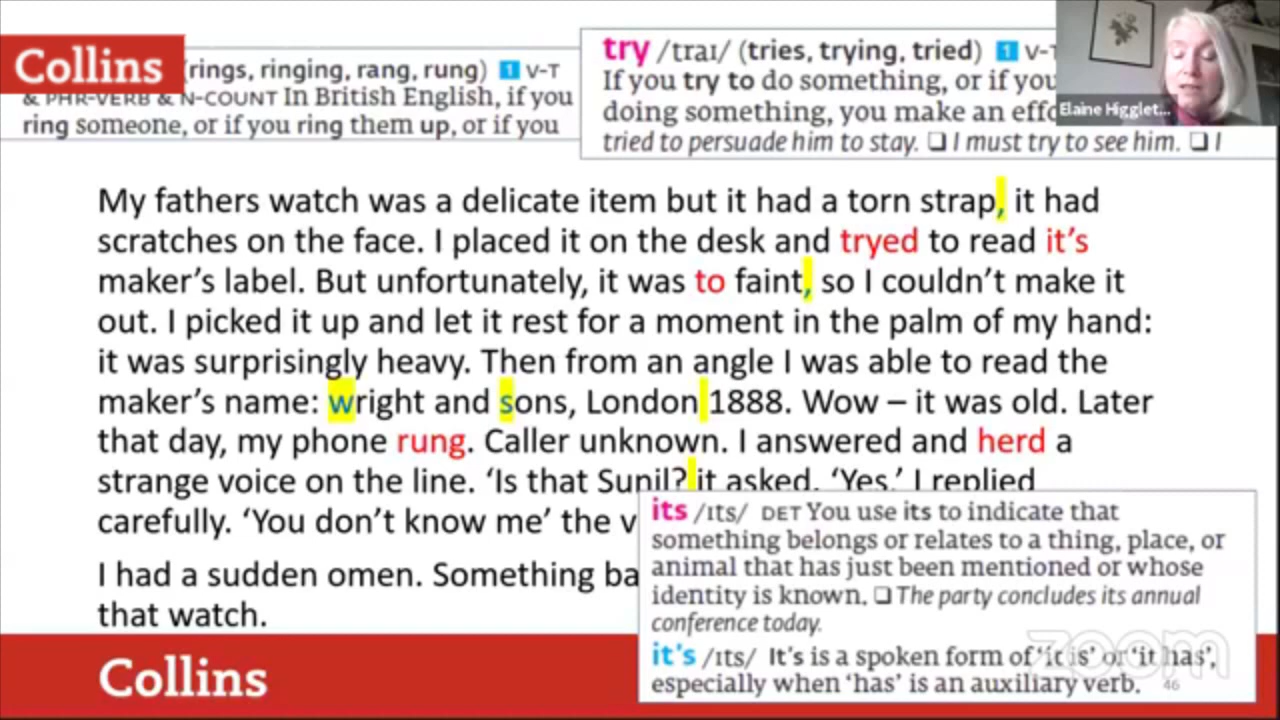 Collins
(rings, ringing, rang, rung) 1 V-T
& PHR-VERB & N-COUNT In British English, if you
ring someone, or if you ring them up, or if you
try /traɪ/ (tries, trying, tried) 1 V-T
If you try to do something, or if you
doing something, you make an effo
tried to persuade him to stay. ❏ I must try to see him. ❏ I
Elaine Higglet...
My fathers watch was a delicate item but it had a torn strap, it had
scratches on the face. I placed it on the desk and tryed to read it's
maker's label. But unfortunately, it was to faint, so I couldn't make it
out. I picked it up and let it rest for a moment in the palm of my hand:
it was surprisingly heavy. Then from an angle I was able to read the
maker's name: wright and sons, London 1888. Wow – it was old. Later
that day, my phone rung. Caller unknown. I answered and herd a
strange voice on the line. 'Is that Sunil? it asked. 'Yes.' I replied
carefully. 'You don't know me' the v
I had a sudden omen. Something ba
that watch.
its /ɪts/ DET You use its to indicate that
something belongs or relates to a thing, place, or
animal that has just been mentioned or whose
identity is known. ❏ The party concludes its annual
conference today.
it's /ɪts/ It's is a spoken form of 'it is' or 'it has',
especially when 'has' is an auxiliary verb.
zoom
46
Collins